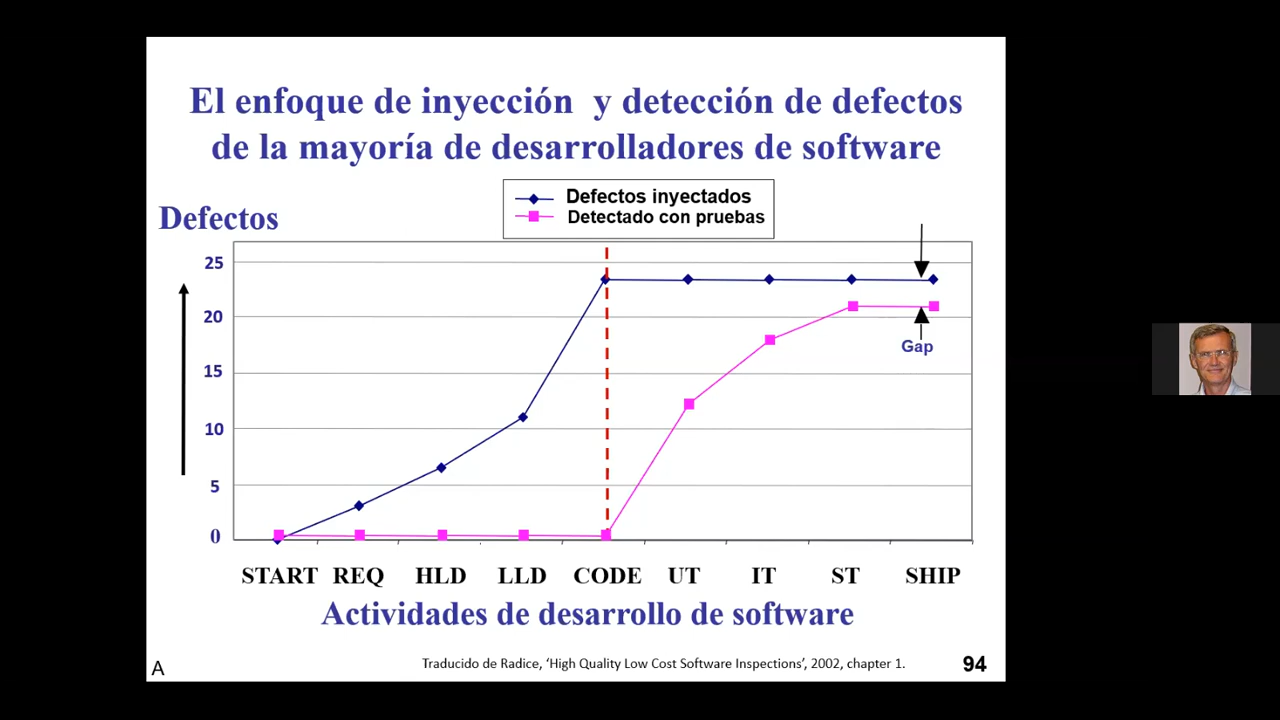 El enfoque de inyección y detección de defectos
de la mayoría de desarrolladores de software
Defectos inyectados
Detectado con pruebas
Defectos
25
20
15
10
5
0
Gap
START REQ HLD LLD CODE UT IT ST SHIP
Actividades de desarrollo de software
A
Traducido de Radice, ‘High Quality Low Cost Software Inspections’, 2002, chapter 1.
94